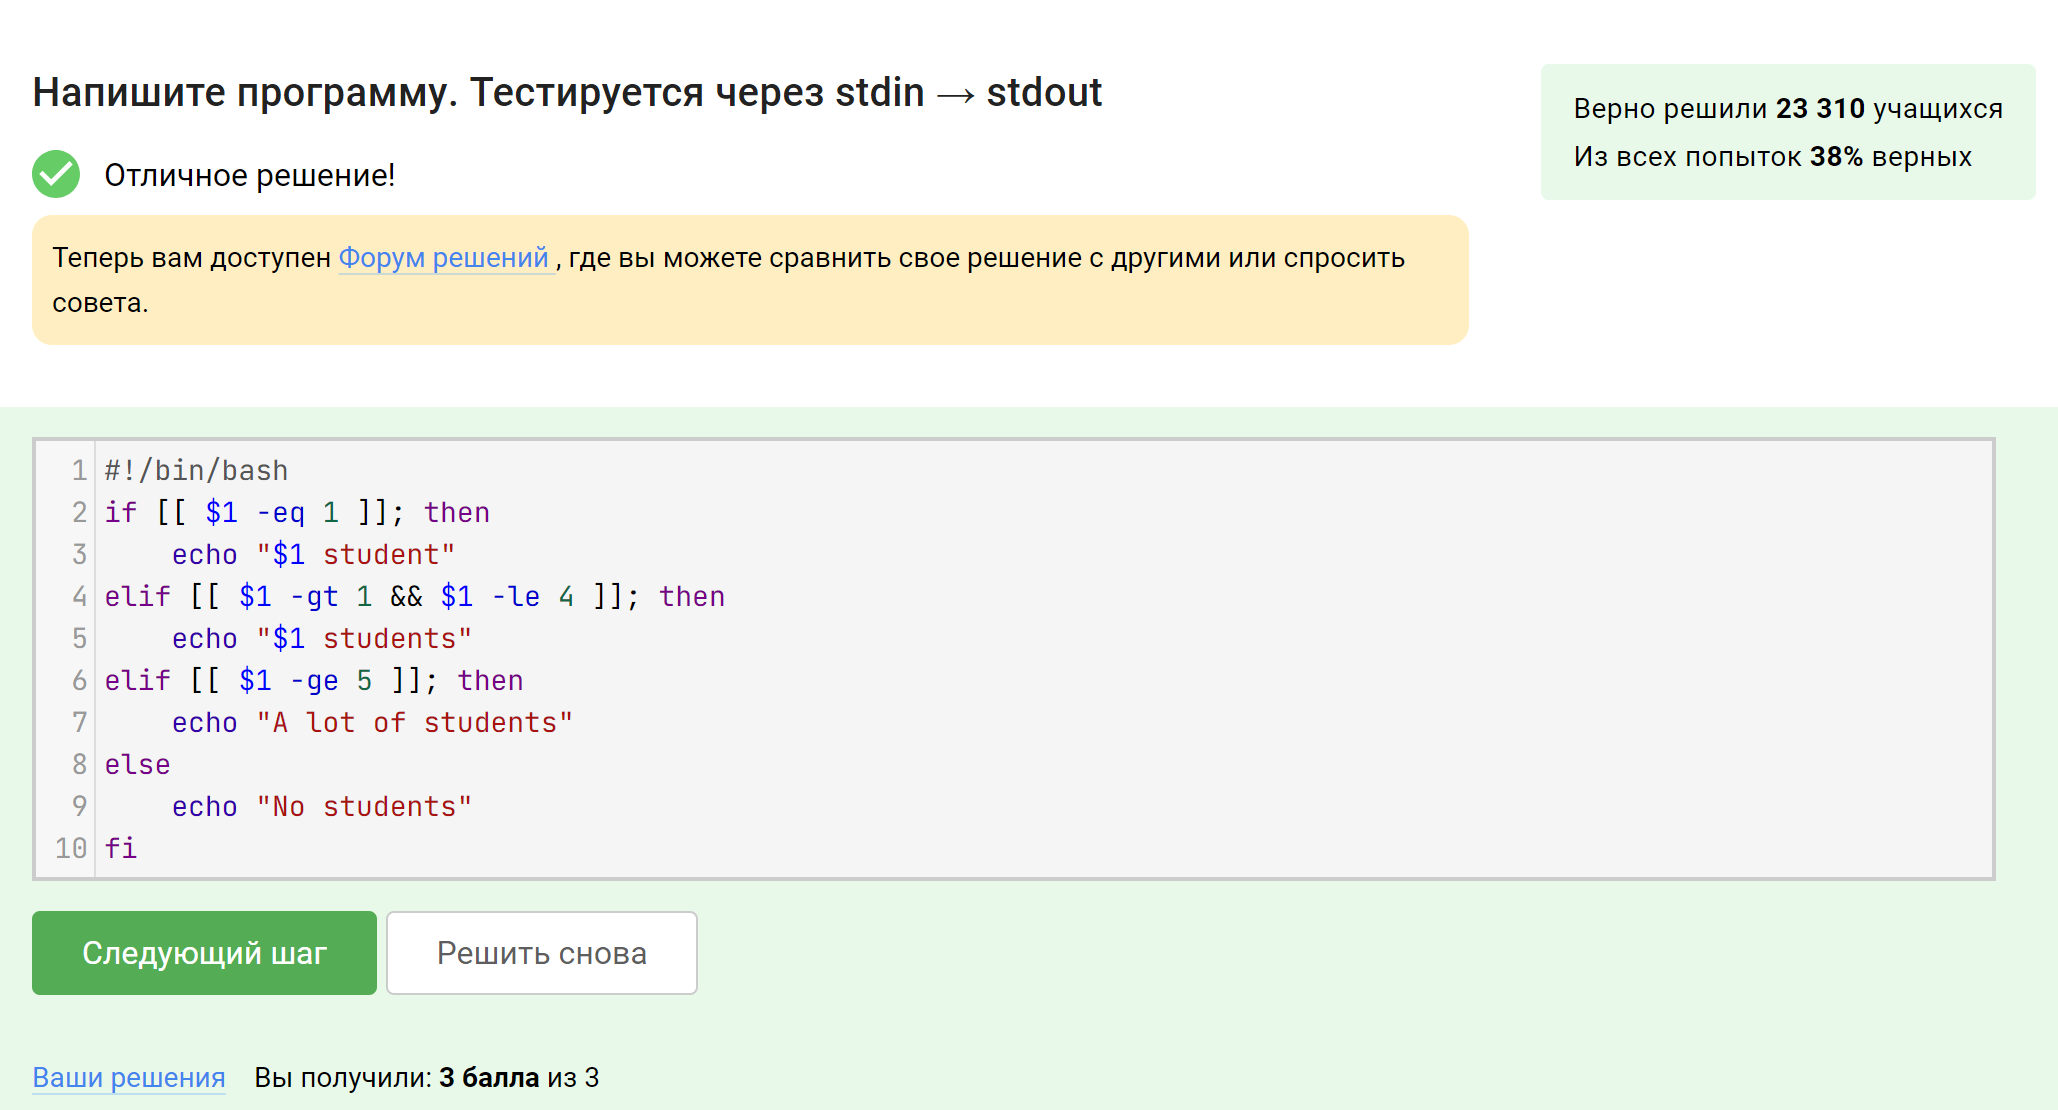 Напишите программу. Тестируется через stdin → stdout
Верно решили 23 310 учащихся
Из всех попыток 38% верных
Отличное решение!
Теперь вам доступен Форум решений , где вы можете сравнить свое решение с другими или спросить
совета.
1 #!/bin/bash
2 if [[ $1 -eq 1 ]]; then
3     echo "$1 student"
4 elif [[ $1 -gt 1 && $1 -le 4 ]]; then
5     echo "$1 students"
6 elif [[ $1 -ge 5 ]]; then
7     echo "A lot of students"
8 else
9     echo "No students"
10 fi
Следующий шаг Решить снова
Ваши решения Вы получили: 3 балла из 3